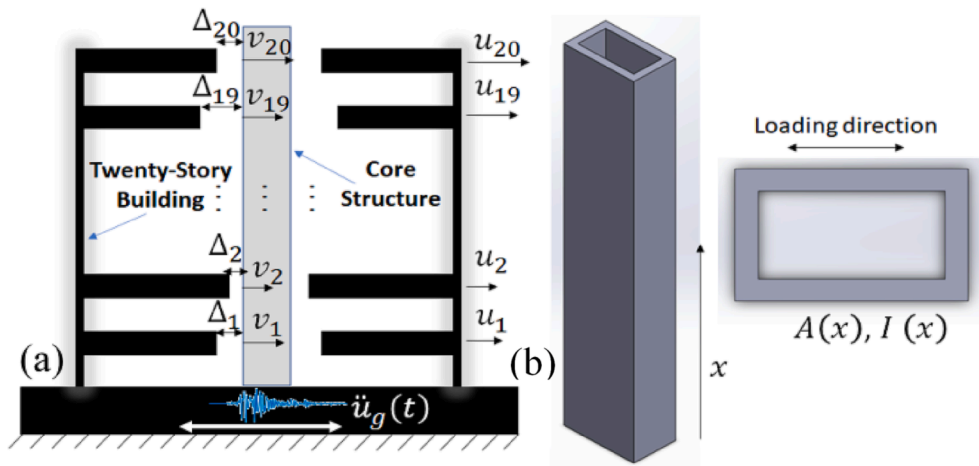 Δ₂₀
v₂₀
u₂₀
Δ₁₉
v₁₉
u₁₉
Twenty-Story
Building
Core
Structure
Δ₂
v₂
u₂
Δ₁
v₁
u₁
(a)
ü_g(t)
(b)
x
Loading direction
A(x), I (x)